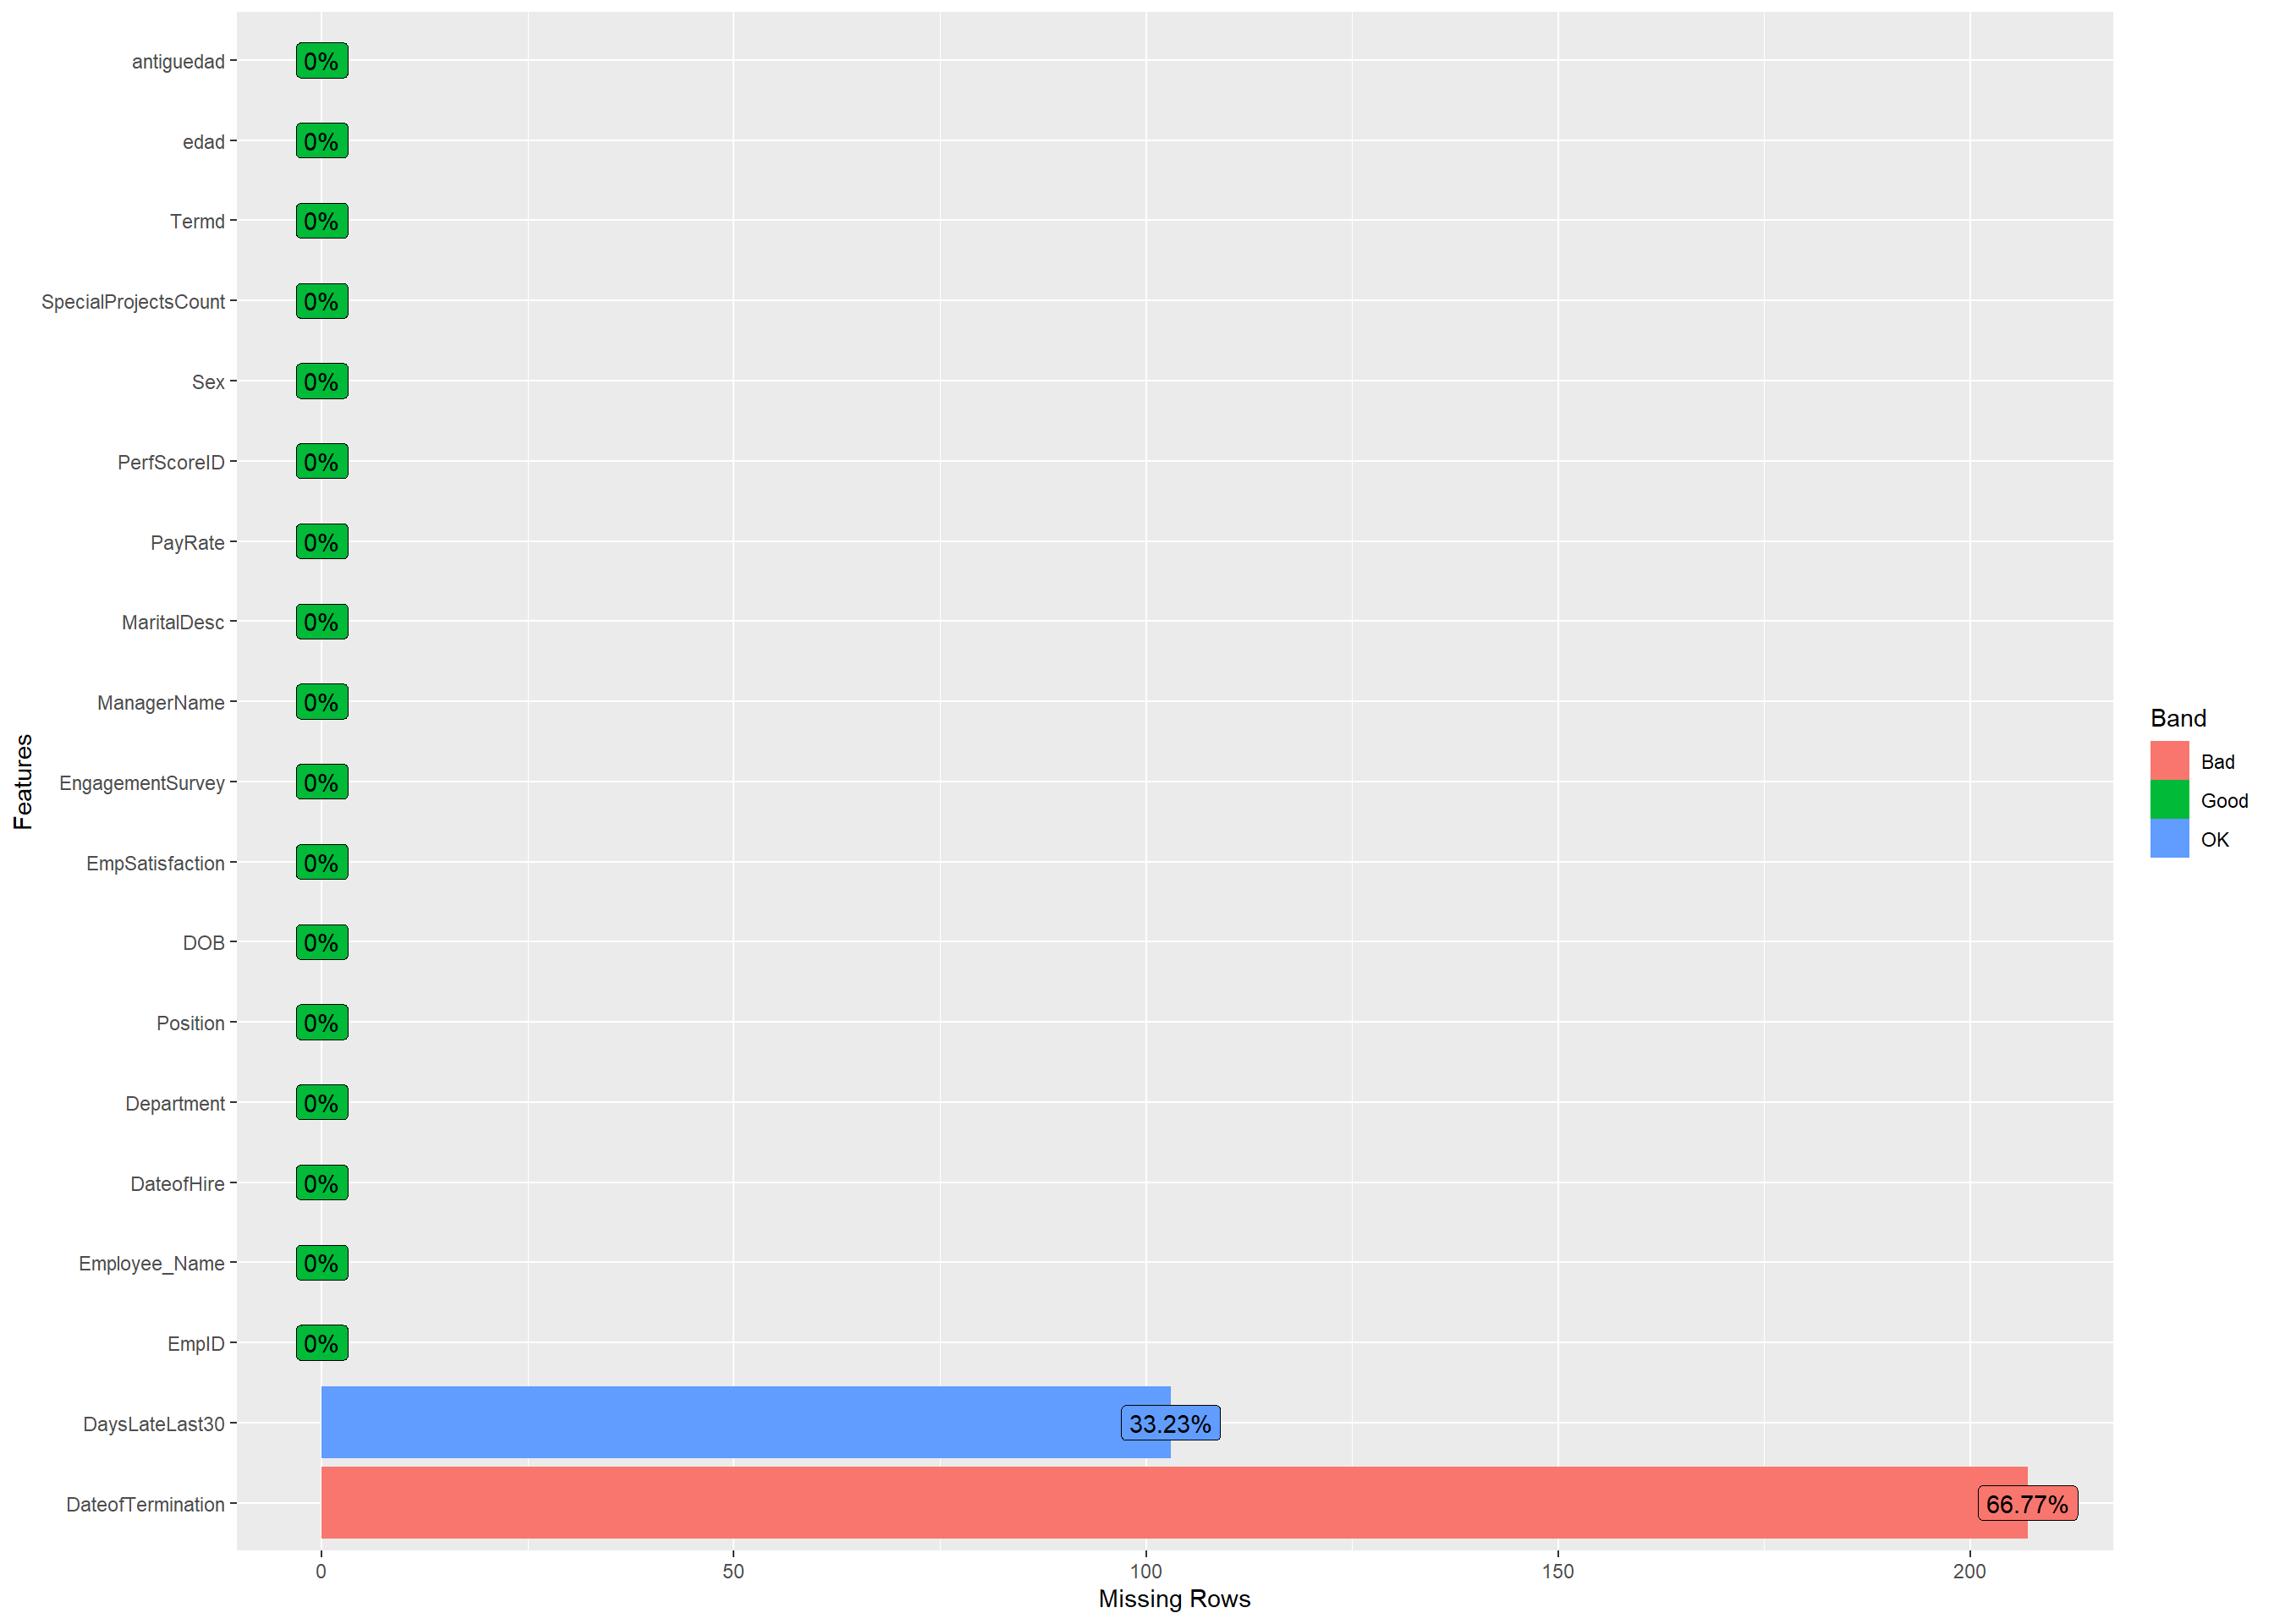 antiguedad 0%
edad 0%
Termd 0%
SpecialProjectsCount 0%
Sex 0%
PerfScoreID 0%
PayRate 0%
MaritalDesc 0%
ManagerName 0%
EngagementSurvey 0%
EmpSatisfaction 0%
DOB 0%
Position 0%
Department 0%
DateofHire 0%
Employee_Name 0%
EmpID 0%
DaysLateLast30 33.23%
DateofTermination 66.77%
Features
0 50 100 150 200
Missing Rows
Band
Bad
Good
OK